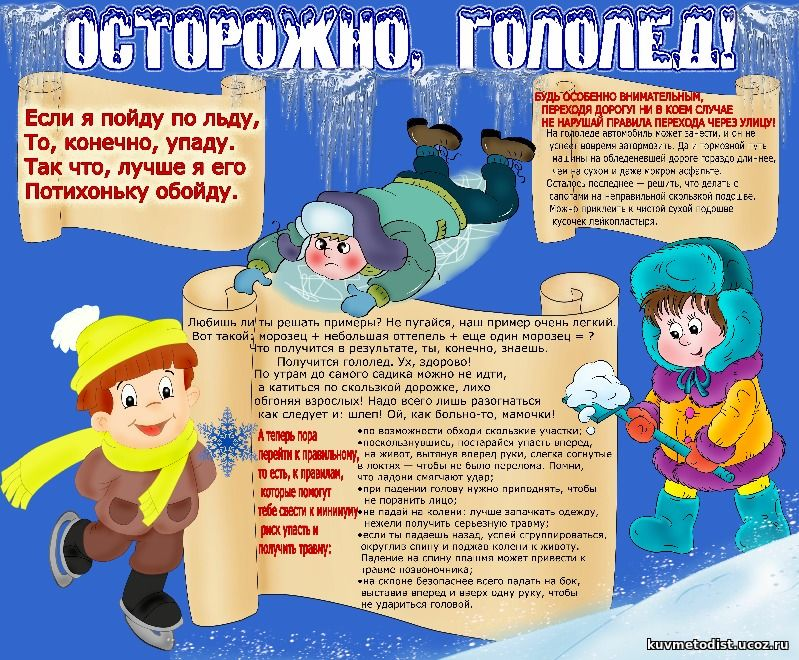 ОСТОРОЖНО, ГОЛОЛЕД!
Если я пойду по льду,
То, конечно, упаду.
Так что, лучше я его
Потихоньку обойду.
БУДЬ ОСОБЕННО ВНИМАТЕЛЬНЫМ,
ПЕРЕХОДЯ ДОРОГУ! НИ В КОЕМ СЛУЧАЕ
НЕ НАРУШАЙ ПРАВИЛА ПЕРЕХОДА ЧЕРЕЗ УЛИЦУ!
На гололеде автомобиль может занести, и он не
успеет вовремя затормозить. Да и тормозной путь
машины на обледеневшей дороге гораздо длиннее,
чем на сухом и даже мокром асфальте.
Осталось последнее — решить, что делать с
сапогами на неправильной скользкой подошве.
Можно приклеить к чистой сухой подошве
кусочек лейкопластыря.
Любишь ли ты решать примеры? Не пугайся, наш пример очень легкий.
Вот такой: морозец + небольшая оттепель + еще один морозец = ?
Что получится в результате, ты, конечно, знаешь.
Получится гололед. Ух, здорово!
По утрам до самого садика можно не идти,
а катиться по скользкой дорожке, лихо
обгоняя взрослых! Надо всего лишь разогнаться
как следует и: шлеп! Ой, как больно-то, мамочки!
А теперь пора
перейти к правильному,
то есть, к правилам,
которые помогут
тебе свести к минимуму
риск упасть и
получить травму:
•по возможности обходи скользкие участки;
•поскользнувшись, постарайся упасть вперед,
на живот, вытянув вперед руки, слегка согнутые
в локтях — чтобы не было перелома. Помни,
что ладони смягчают удар;
•при падении голову нужно приподнять, чтобы
не поранить лицо;
•не падай на колени: лучше запачкать одежду,
нежели получить серьезную травму;
•если ты падаешь назад, успей сгруппироваться,
округлив спину и поджав колени к животу.
Падение на спину плашмя может привести к
травме позвоночника;
•на склоне безопаснее всего падать на бок,
выставив вперед и вверх одну руку, чтобы
не удариться головой.
kuvmetodist.ucoz.ru